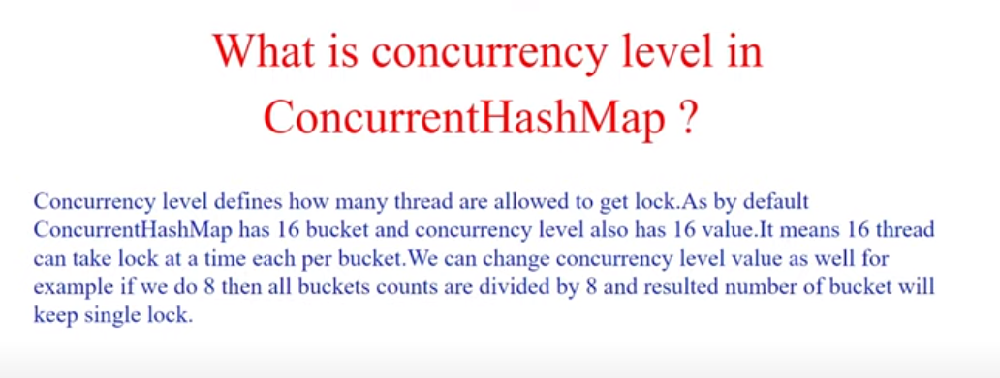 What is concurrency level in
ConcurrentHashMap ?
Concurrency level defines how many thread are allowed to get lock.As by default
ConcurrentHashMap has 16 bucket and concurrency level also has 16 value.It means 16 thread
can take lock at a time each per bucket.We can change concurrency level value as well for
example if we do 8 then all buckets counts are divided by 8 and resulted number of bucket will
keep single lock.